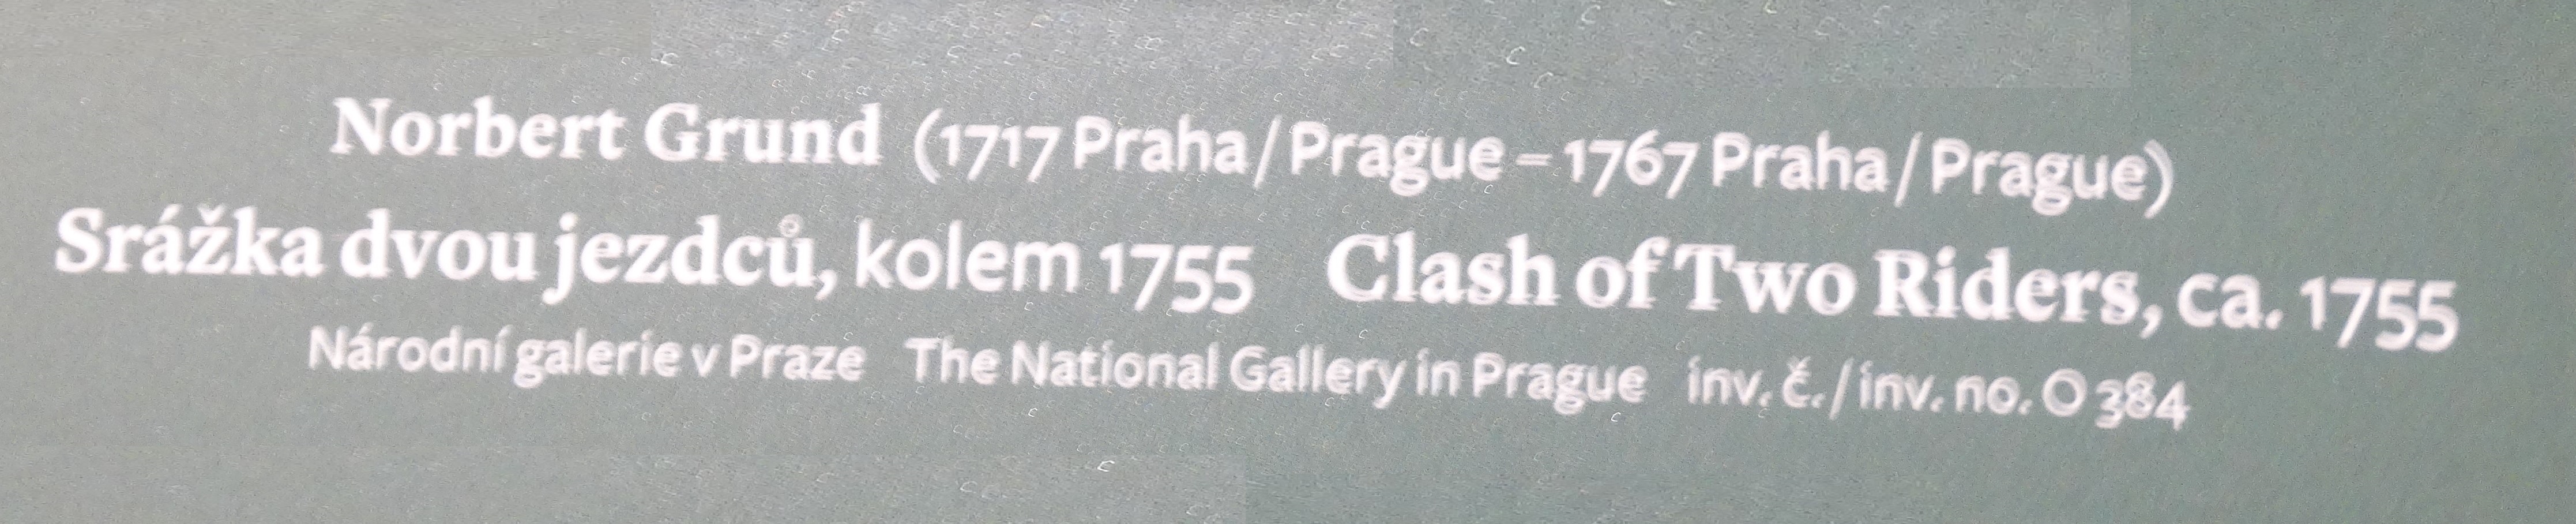 Norbert Grund (1717 Praha / Prague – 1767 Praha / Prague)
Srážka dvou jezdců, kolem 1755 Clash of Two Riders, ca. 1755
Národní galerie v Praze The National Gallery in Prague inv. č. / inv. no. O 384